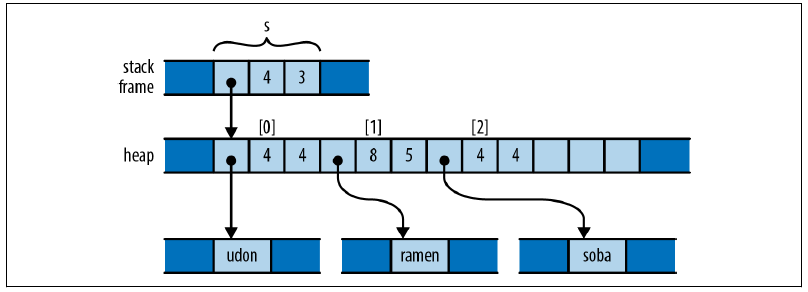 s
stack
frame
4 3
[0] [1] [2]
heap
4 4 8 5 4 4
udon ramen soba